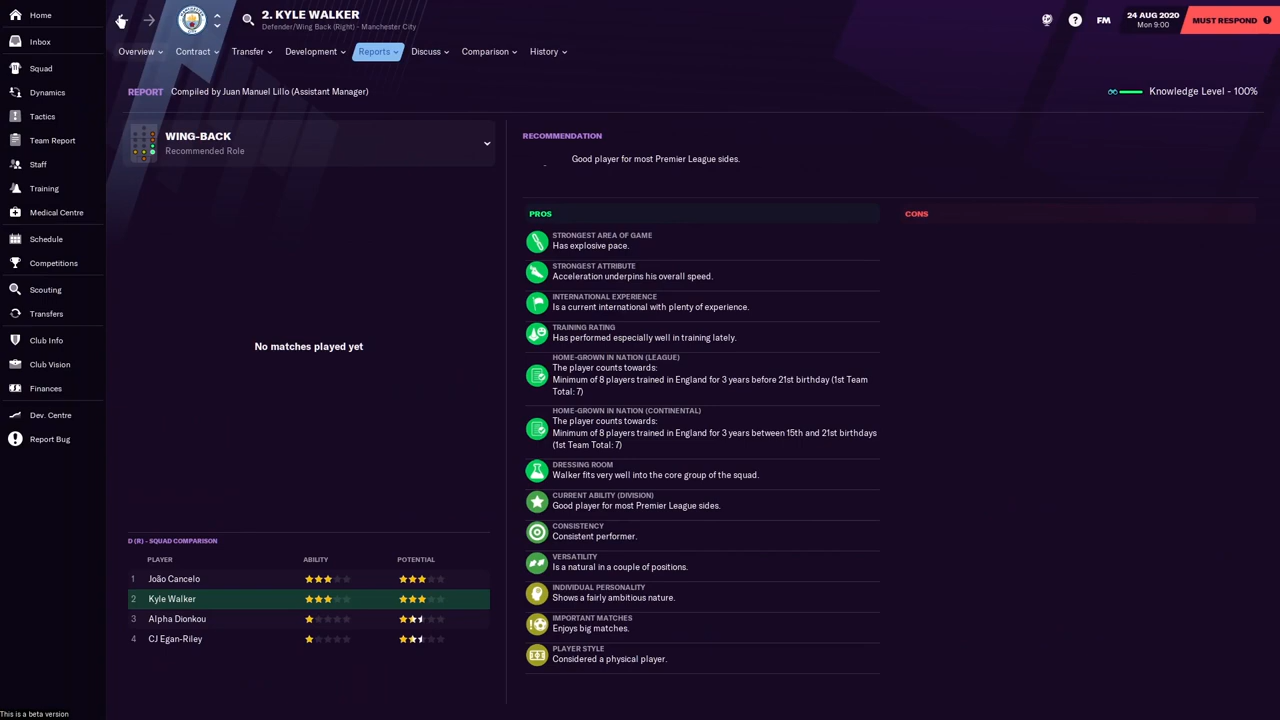 Home
Inbox
Squad
Dynamics
Tactics
Team Report
Staff
Training
Medical Centre
Schedule
Competitions
Scouting
Transfers
Club Info
Club Vision
Finances
Dev. Centre
Report Bug
This is a beta version
2. KYLE WALKER
Defender/Wing Back (Right) - Manchester City
FM
24 AUG 2020
Mon 9:00
MUST RESPOND
Overview
Contract
Transfer
Development
Reports
Discuss
Comparison
History
REPORT Compiled by Juan Manuel Lillo (Assistant Manager)
Knowledge Level - 100%
WING-BACK
Recommended Role
No matches played yet
D (R) - SQUAD COMPARISON
PLAYER ABILITY POTENTIAL
1 João Cancelo
2 Kyle Walker
3 Alpha Dionkou
4 CJ Egan-Riley
RECOMMENDATION
Good player for most Premier League sides.
PROS
STRONGEST AREA OF GAME
Has explosive pace.
STRONGEST ATTRIBUTE
Acceleration underpins his overall speed.
INTERNATIONAL EXPERIENCE
Is a current international with plenty of experience.
TRAINING RATING
Has performed especially well in training lately.
HOME-GROWN IN NATION (LEAGUE)
The player counts towards:
Minimum of 8 players trained in England for 3 years before 21st birthday (1st Team
Total: 7)
HOME-GROWN IN NATION (CONTINENTAL)
The player counts towards:
Minimum of 8 players trained in England for 3 years between 15th and 21st birthdays
(1st Team Total: 7)
DRESSING ROOM
Walker fits very well into the core group of the squad.
CURRENT ABILITY (DIVISION)
Good player for most Premier League sides.
CONSISTENCY
Consistent performer.
VERSATILITY
Is a natural in a couple of positions.
INDIVIDUAL PERSONALITY
Shows a fairly ambitious nature.
IMPORTANT MATCHES
Enjoys big matches.
PLAYER STYLE
Considered a physical player.
CONS